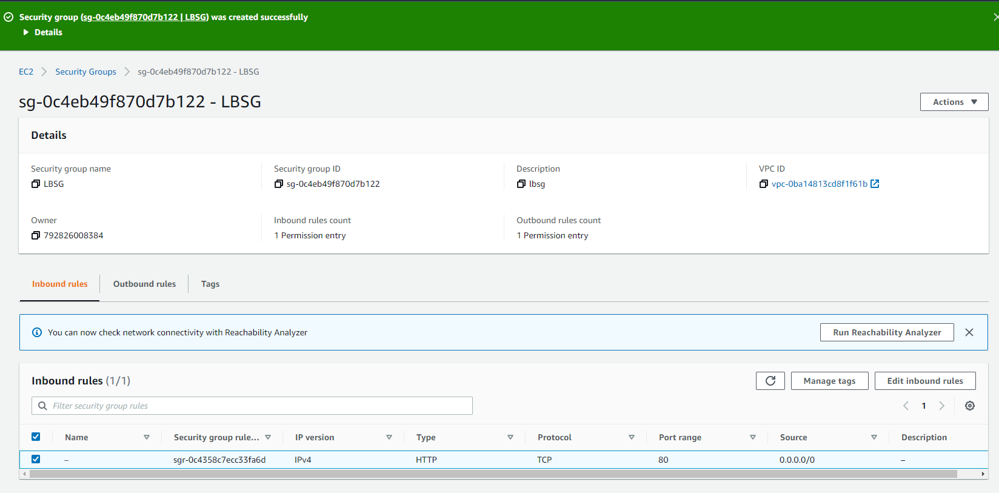 Security group (sg-0c4eb49f870d7b122 | LBSG) was created successfully
Details
EC2 Security Groups sg-0c4eb49f870d7b122 - LBSG
sg-0c4eb49f870d7b122 - LBSG
Actions
Details
Security group name Security group ID Description VPC ID
LBSG sg-0c4eb49f870d7b122 lbsg vpc-0ba14813cd8f1f61b
Owner Inbound rules count Outbound rules count
792826008384 1 Permission entry 1 Permission entry
Inbound rules Outbound rules Tags
You can now check network connectivity with Reachability Analyzer Run Reachability Analyzer
Inbound rules (1/1) Manage tags Edit inbound rules
Filter security group rules 1
Name Security group rule... IP version Type Protocol Port range Source Description
– sgr-0c4358c7ecc33fa6d IPv4 HTTP TCP 80 0.0.0.0/0 –